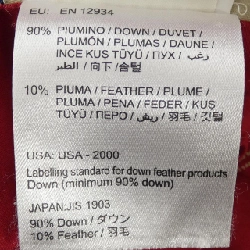 EU: EN 12934
90% PIUMINO / DOWN / DUVET /
PLUMÓN / PLUMAS / DAUNE /
INCE KUŞ TÜYÜ / ПУХ / زغب /
الطير / 向下 / 솜털
10% PIUMA / FEATHER / PLUME /
PLUMA / PENA / FEDER / KUŞ
TÜYÜ / ПЕРО / ريش / 羽毛 / 깃털
USA: USA - 2000
Labelling standard for down feather products
Down (minimum 90% down)
JAPAN:JIS 1903
90% Down / ダウン
10% Feather / 羽毛